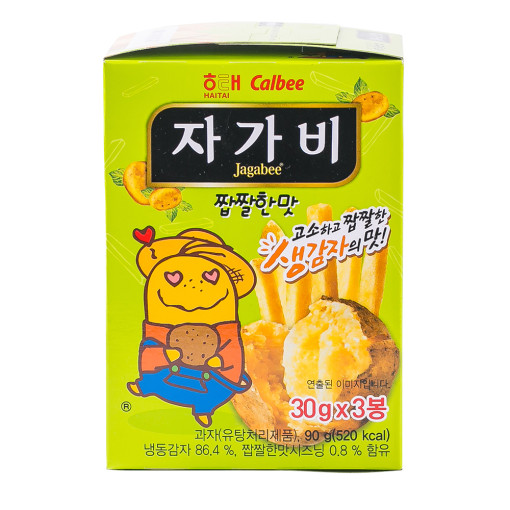 해태 Calbee
HAITAI
자가비
Jagabee®
짭짤한맛
고소하고 짭짤한
생감자의 맛!
연출된 이미지입니다.
30g x 3봉
®
과자(유탕처리제품), 90 g(520 kcal)
냉동감자 86.4 %, 짭짤한맛시즈닝 0.8 % 함유